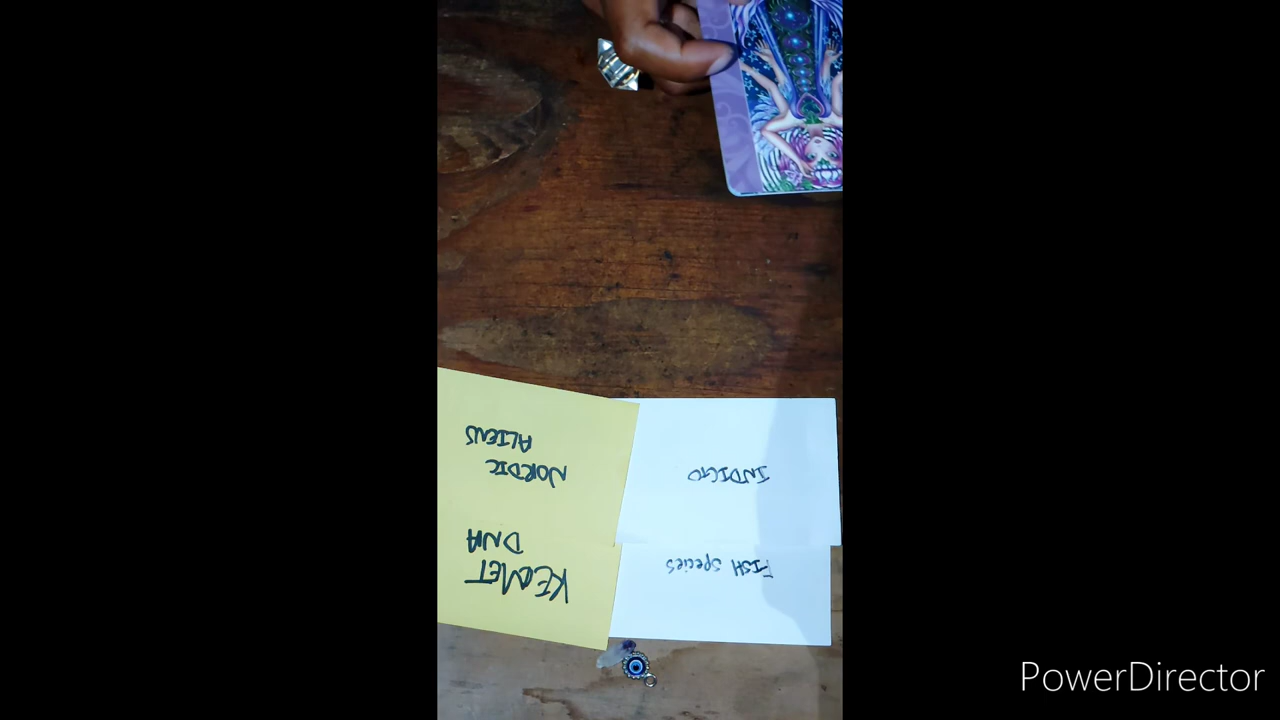 KEMET
DNA
NORDIC
ALIENS
FISH SPECIES
INDIGO
PowerDirector